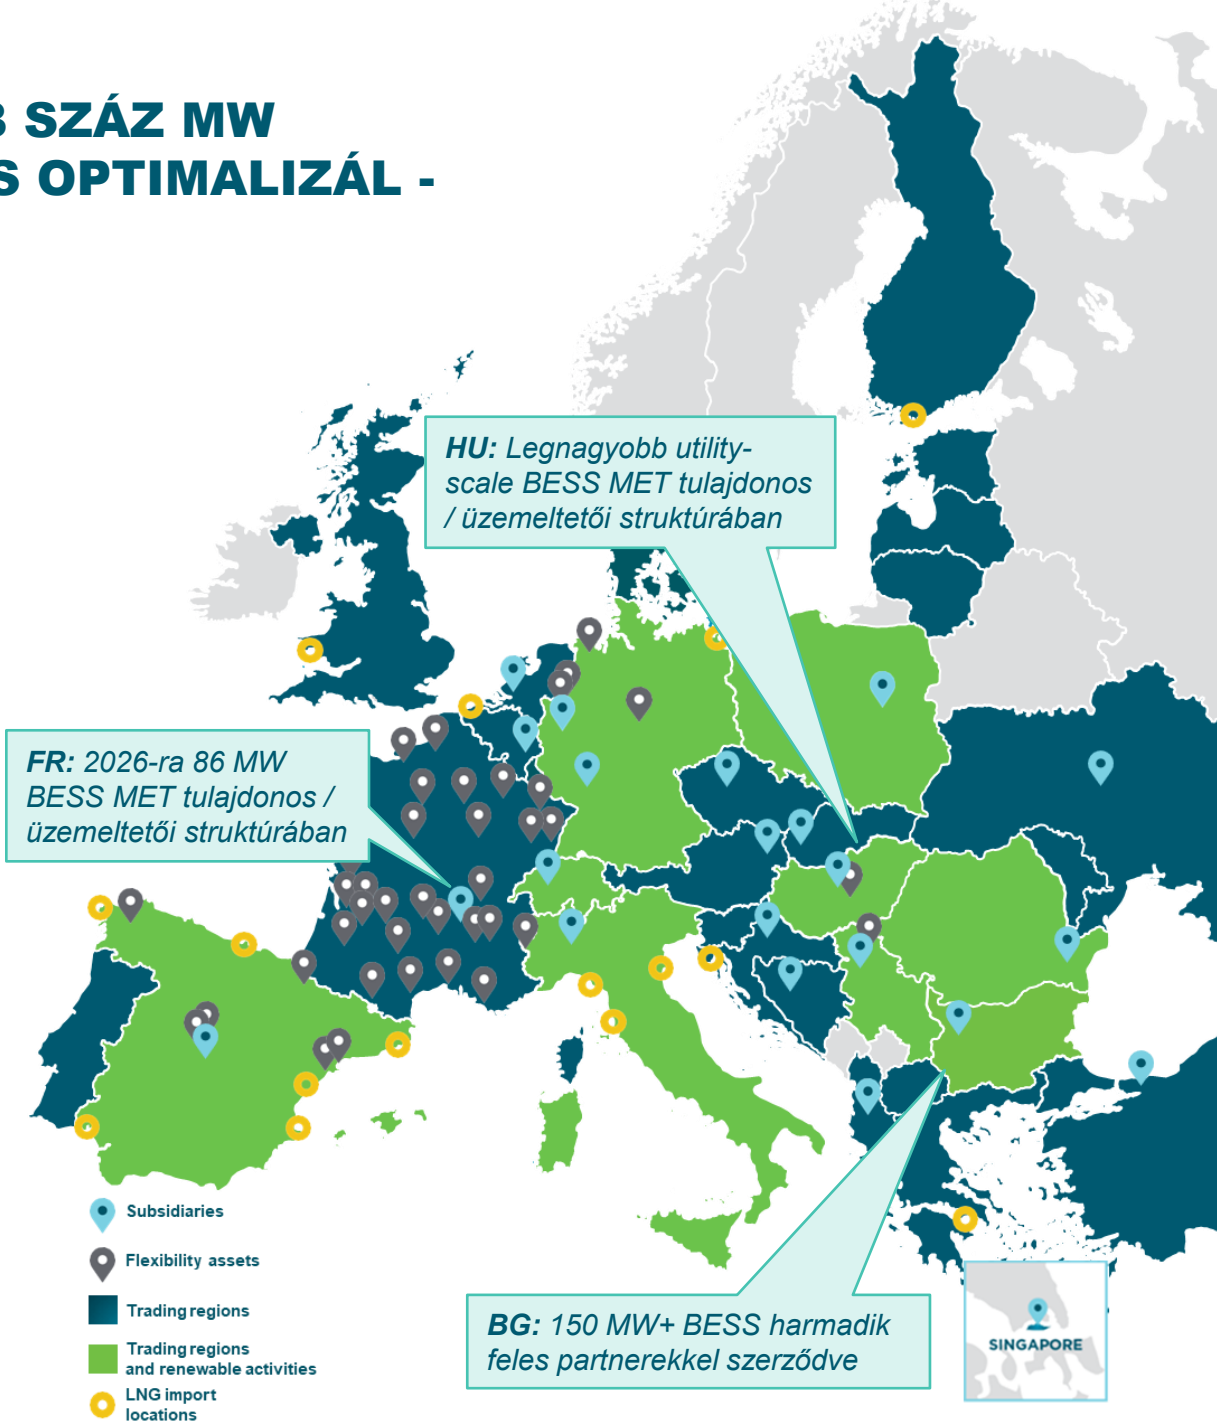 SZÁZ MW
OPTIMALIZÁL -
HU: Legnagyobb utility-
scale BESS MET tulajdonos
/ üzemeltetői struktúrában
FR: 2026-ra 86 MW
BESS MET tulajdonos /
üzemeltetői struktúrában
Subsidiaries
Flexibility assets
Trading regions
Trading regions
and renewable activities
LNG import
locations
BG: 150 MW+ BESS harmadik
feles partnerekkel szerződve
SINGAPORE